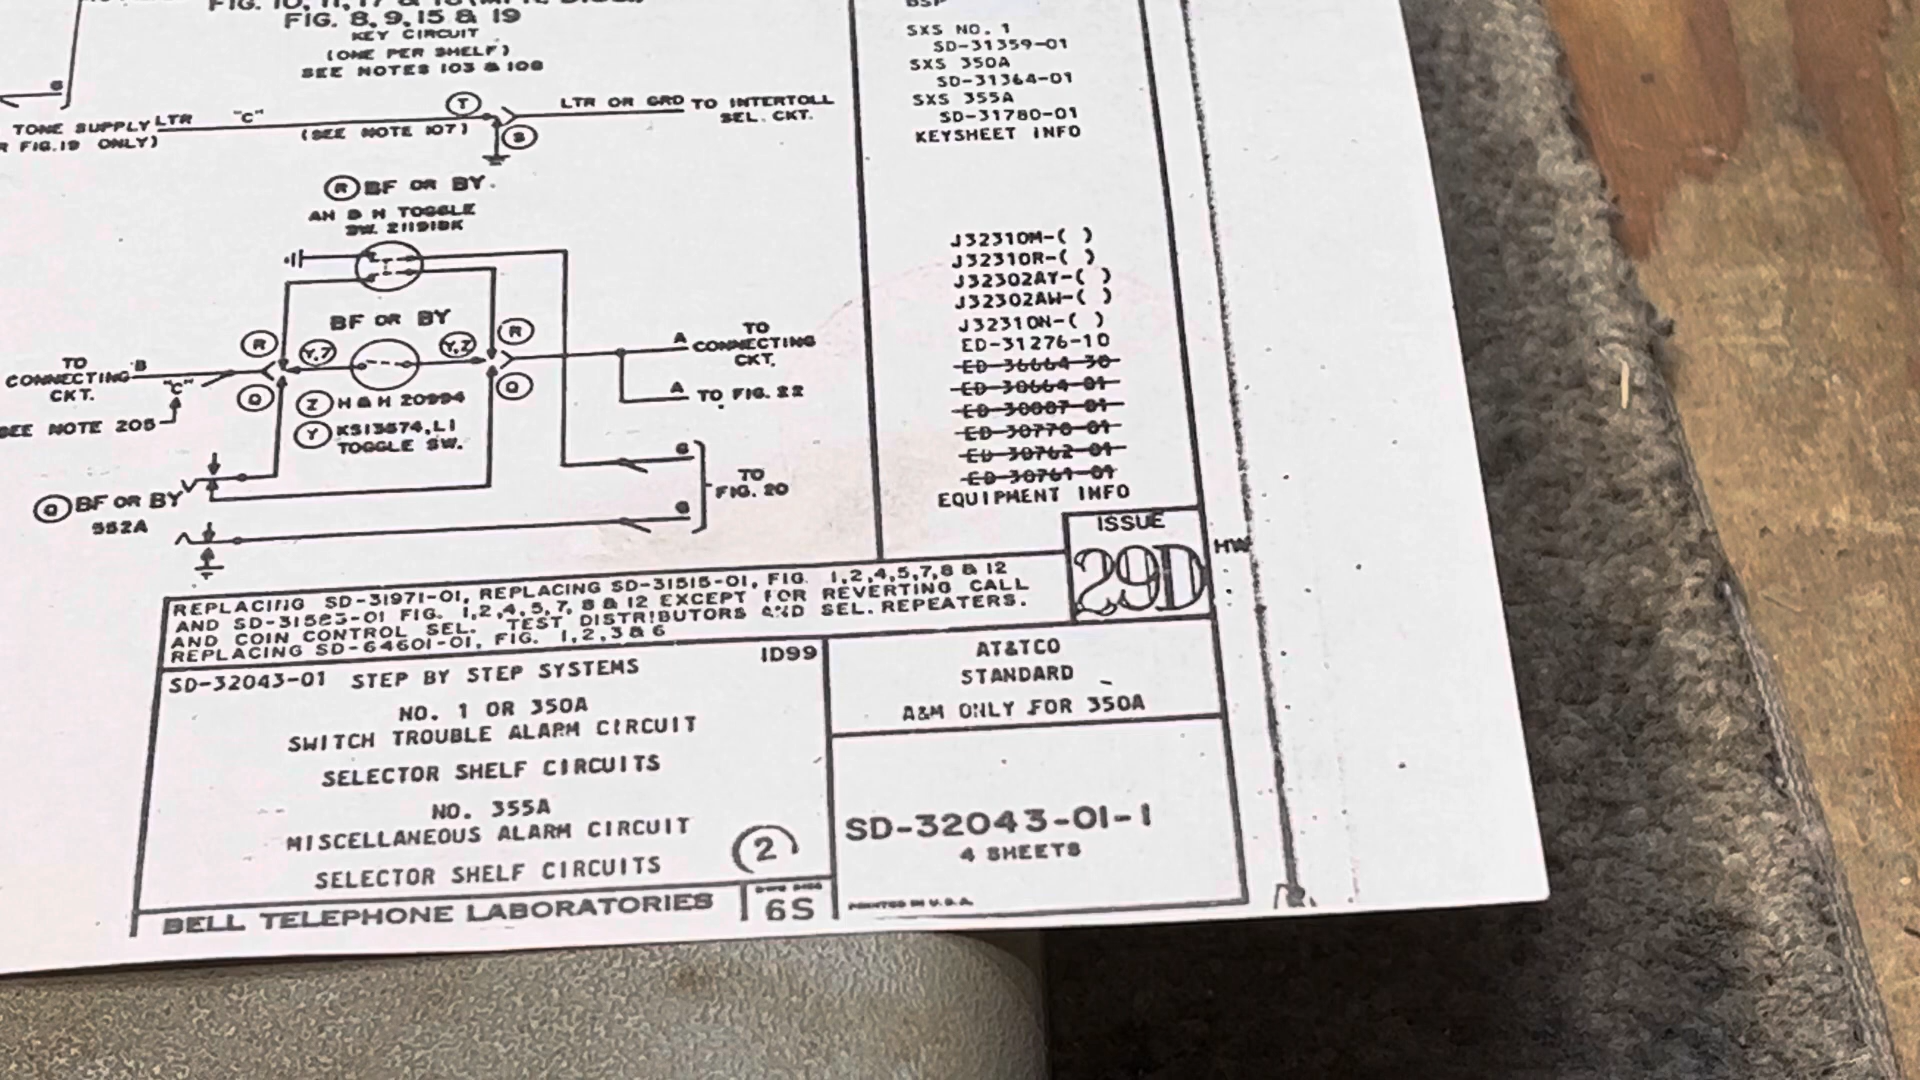 FIG. 8, 9, 15 & 19
KEY CIRCUIT
(ONE PER SHELF)
SEE NOTES 103 & 108
G
TONE SUPPLY LTR "C"
FIG. 19 ONLY)
(SEE NOTE 107)
T
S
LTR OR GRD TO INTERTOLL
SEL. CKT.
R BF OR BY.
AH & H TOGGLE
BF OR BY
R
Y,Z
Y,Z
R
TO
CONNECTING
CKT.
B
"C"
SEE NOTE 205
Q
Z H & H 20994
Y
TOGGLE SW.
Q
A TO
CONNECTING
CKT.
A TO FIG. 22
Q BF OR BY
552A
G
G
TO
FIG. 20
BSP
SXS NO. 1
SD-31359-01
SXS 350A
SD-31364-01
SXS 355A
SD-31780-01
KEYSHEET INFO
J32310M-( )
J32310R-( )
J32302AY-( )
J32302AW-( )
J32310N-( )
ED-31276-10
ED-36664-30
ED-30664-01
ED-30007-01
ED-30770-01
ED-30762-01
ED-30761-01
EQUIPMENT INFO
ISSUE
29D
HW
REPLACING SD-31971-01, REPLACING SD-31515-01, FIG. 1,2,4,5,7,8 & 12
AND FIG. 1,2,4,5,7,8 & 12 EXCEPT FOR REVERTING CALL
AND COIN CONTROL SEL. TEST DISTRIBUTORS AND SEL. REPEATERS.
REPLACING SD-64601-01, FIG. 1,2,3 & 6
SD-32043-01 STEP BY STEP SYSTEMS ID99
NO. 1 OR 350A
SWITCH TROUBLE ALARM CIRCUIT
SELECTOR SHELF CIRCUITS
NO. 355A
MISCELLANEOUS ALARM CIRCUIT
SELECTOR SHELF CIRCUITS
2
AT&TCO
STANDARD
A&M ONLY FOR 350A
SD-32043-01-1
4 SHEETS
BELL TELEPHONE LABORATORIES
6S
PRINTED IN U.S.A.